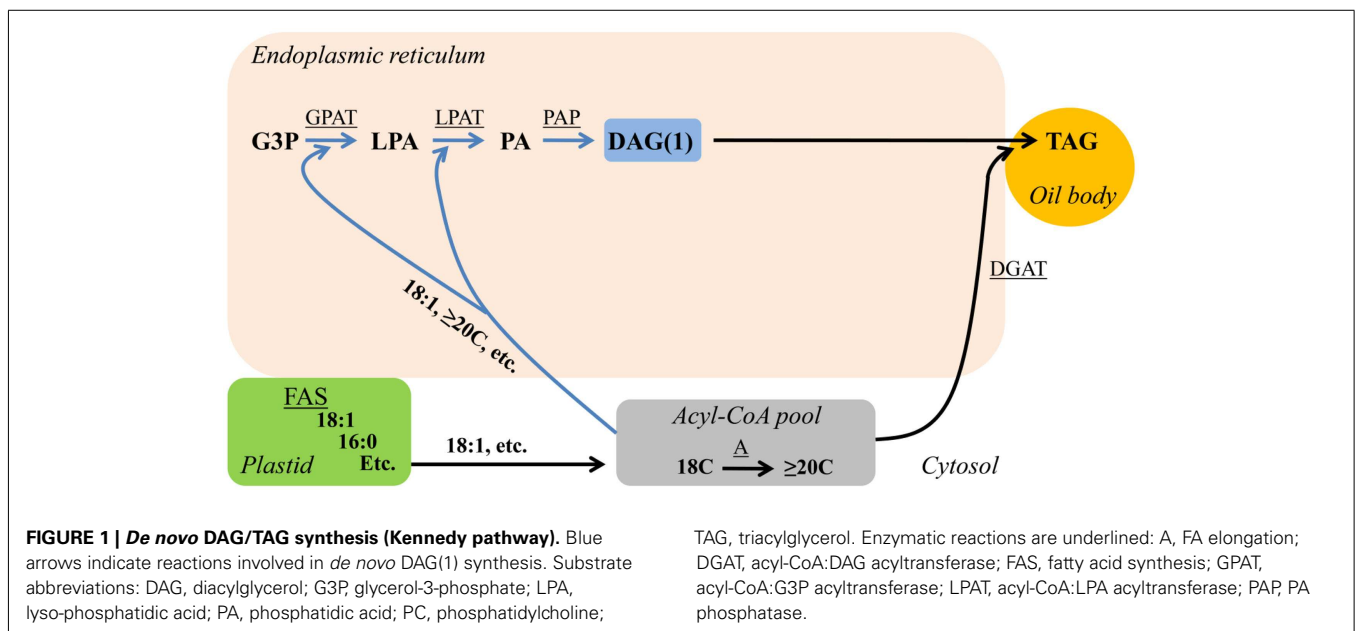 Endoplasmic reticulum
GPAT
LPAT
PAP
G3P
LPA
PA
DAG(1)
TAG
Oil body
DGAT
18:1, ≥20C, etc.
FAS
18:1
16:0
Plastid
Etc.
18:1, etc.
Acyl-CoA pool
A
18C
≥20C
Cytosol
FIGURE 1 | De novo DAG/TAG synthesis (Kennedy pathway). Blue
arrows indicate reactions involved in de novo DAG(1) synthesis. Substrate
abbreviations: DAG, diacylglycerol; G3P, glycerol-3-phosphate; LPA,
lyso-phosphatidic acid; PA, phosphatidic acid; PC, phosphatidylcholine;
TAG, triacylglycerol. Enzymatic reactions are underlined: A, FA elongation;
DGAT, acyl-CoA:DAG acyltransferase; FAS, fatty acid synthesis; GPAT,
acyl-CoA:G3P acyltransferase; LPAT, acyl-CoA:LPA acyltransferase; PAP, PA
phosphatase.